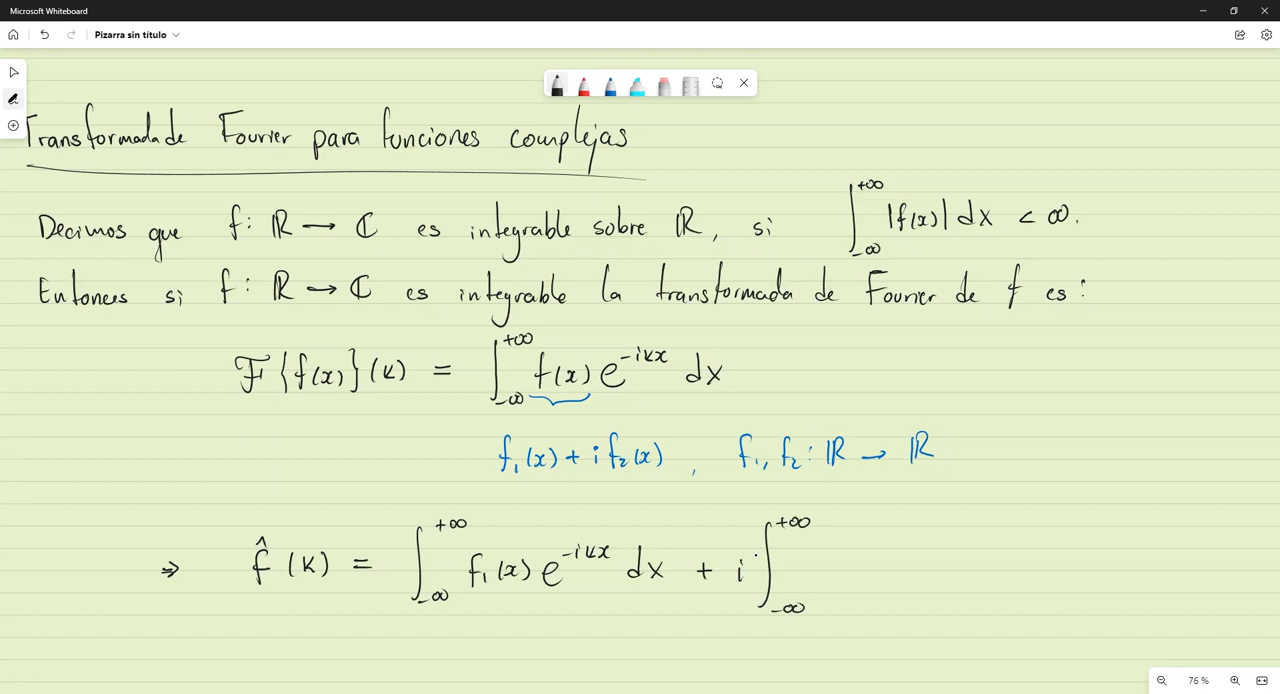 Microsoft Whiteboard
Pizarra sin título
Transformada de Fourier para funciones complejas
Decimos que f: ℝ → ℂ es integrable sobre ℝ, si ∫_{-∞}^{+∞} |f(x)| dx < ∞.
Entonces si f: ℝ → ℂ es integrable la transformada de Fourier de f es:
ℱ{f(x)}(k) = ∫_{-∞}^{+∞} f(x) e^{-ikx} dx
f₁(x) + i f₂(x) , f₁, f₂ : ℝ → ℝ
⇒ f̂(k) = ∫_{-∞}^{+∞} f₁(x) e^{-ikx} dx + i ∫_{-∞}^{+∞}
76 %